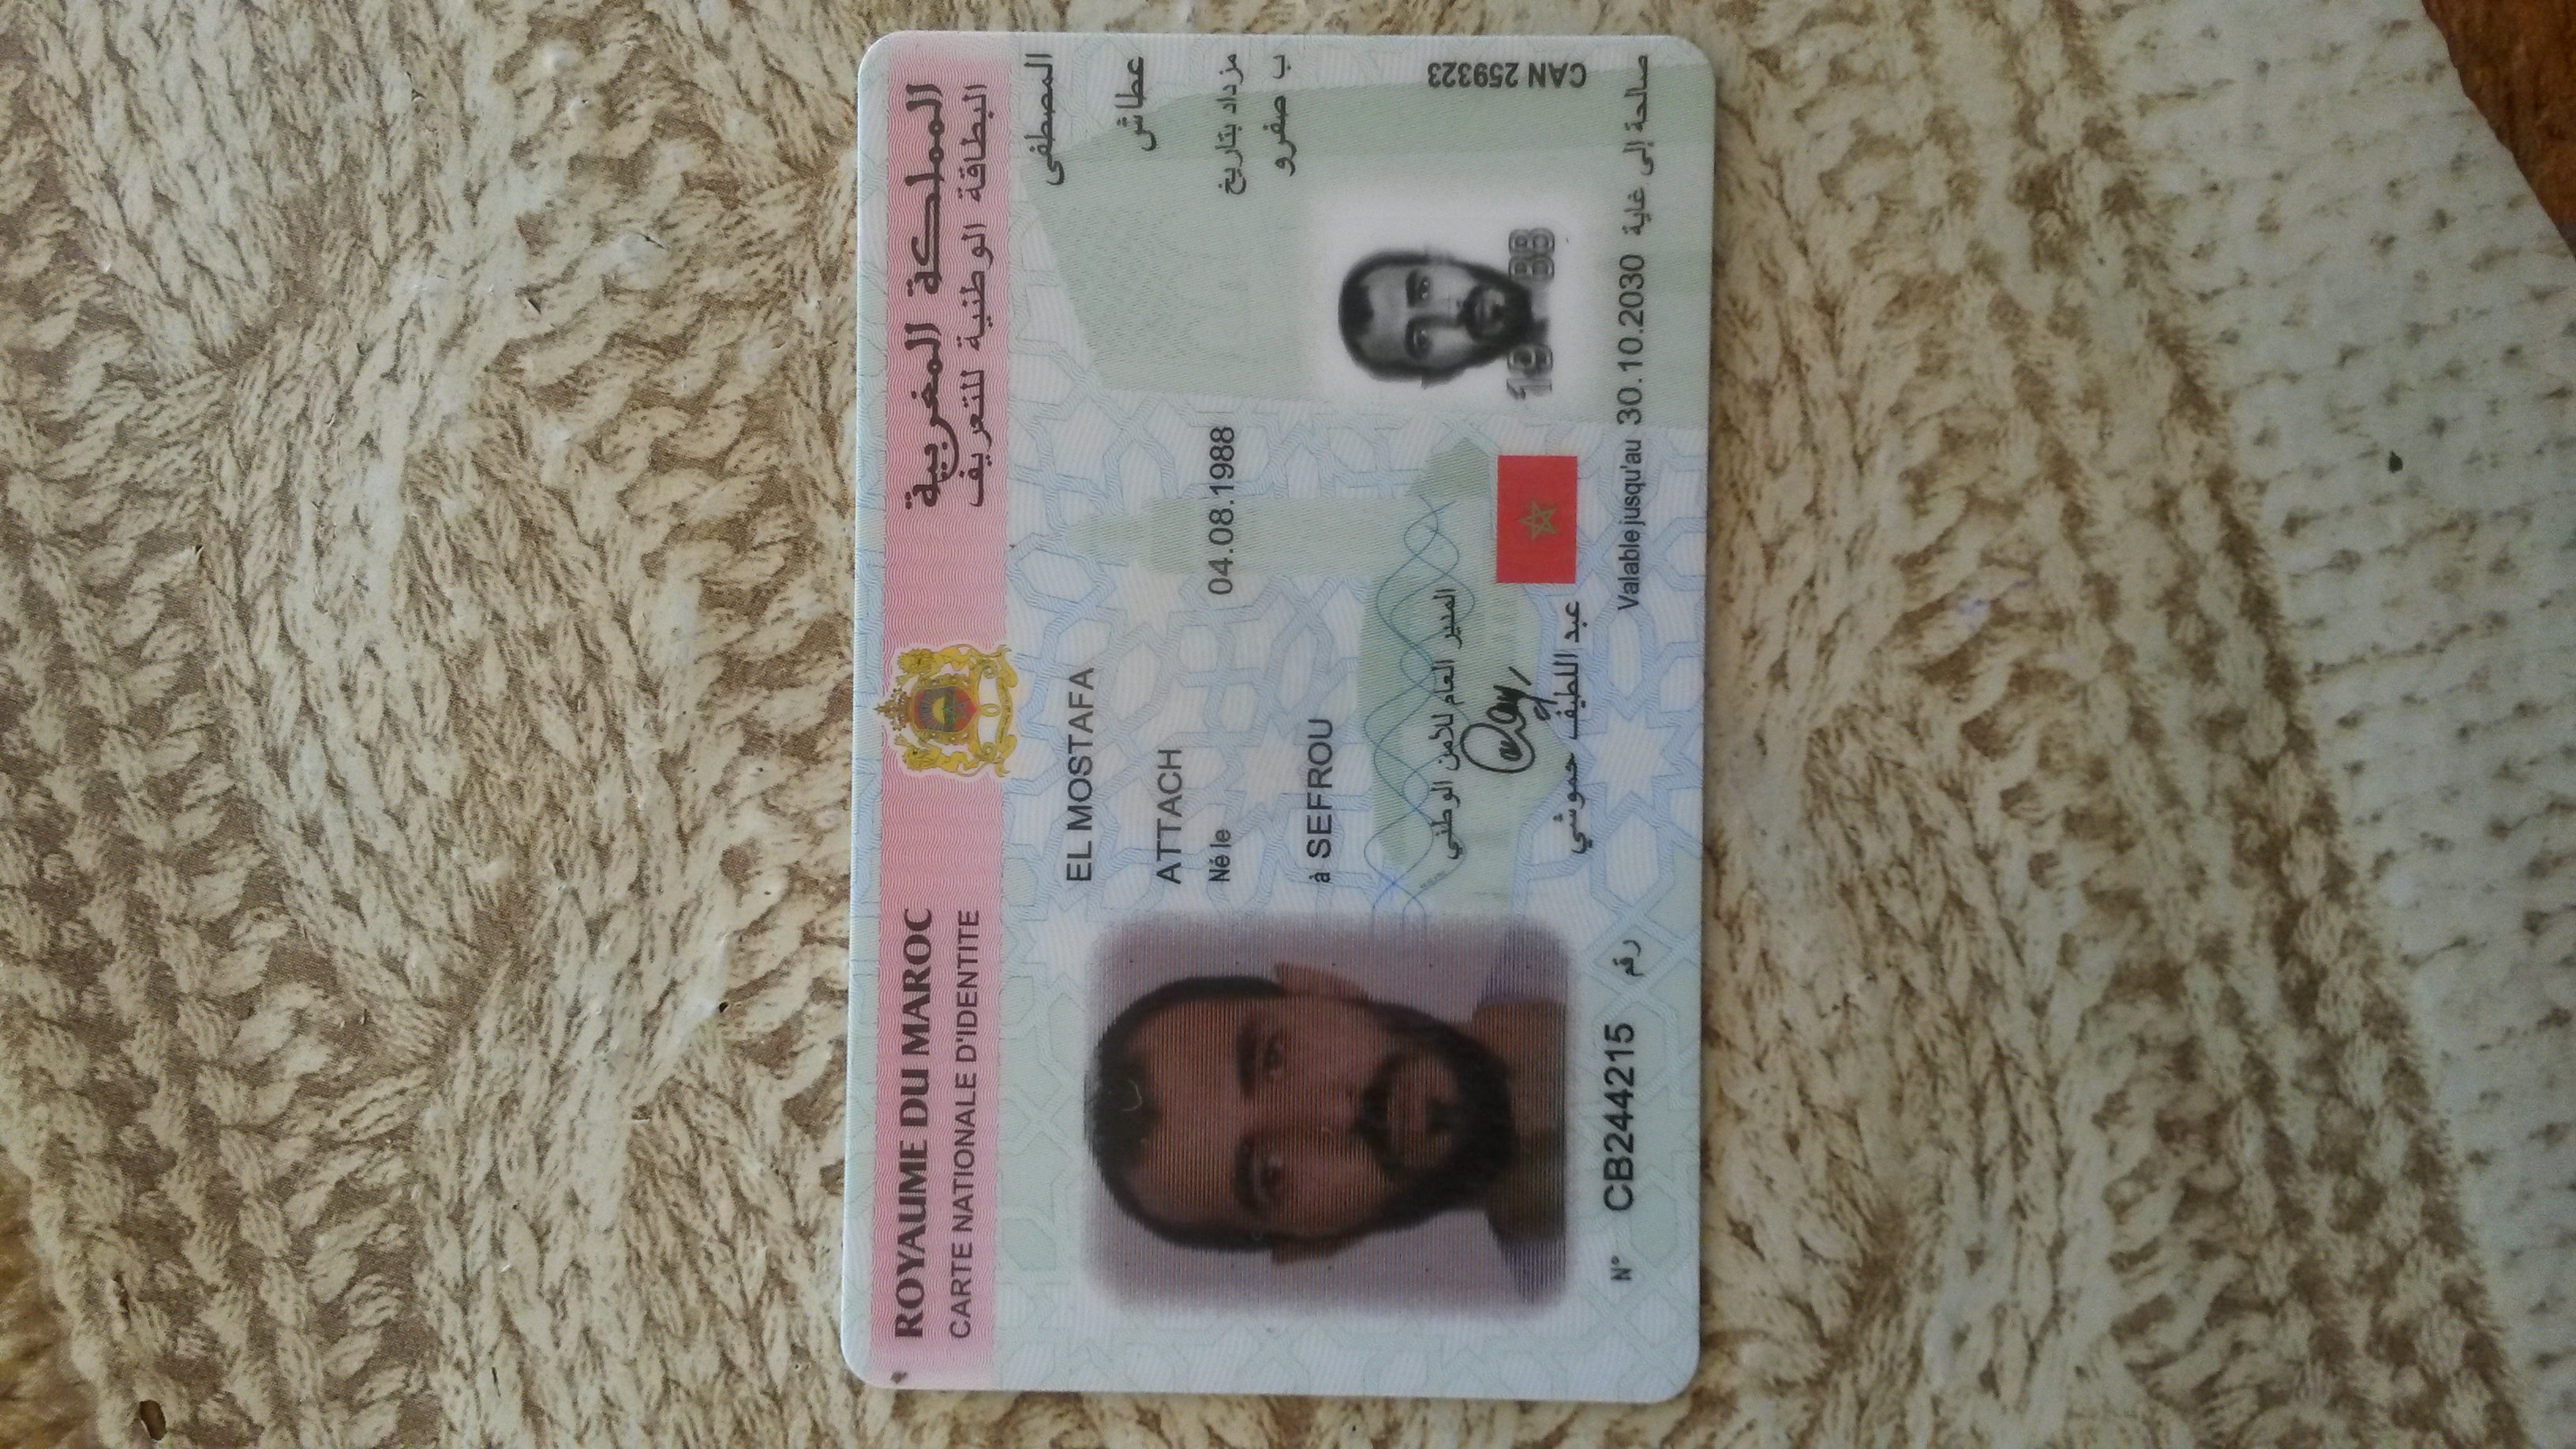 ROYAUME DU MAROC
المملكة المغربية
CARTE NATIONALE D'IDENTITE
البطاقة الوطنية للتعريف
المصطفى
EL MOSTAFA
عطاش
ATTACH
Né le 04.08.1988 مزداد بتاريخ
ب صفرو
à SEFROU
المدير العام للأمن الوطني
عبد اللطيف حموشي
1988
CAN 259323
N° CB244215 رقم
Valable jusqu'au 30.10.2030 صالحة إلى غاية